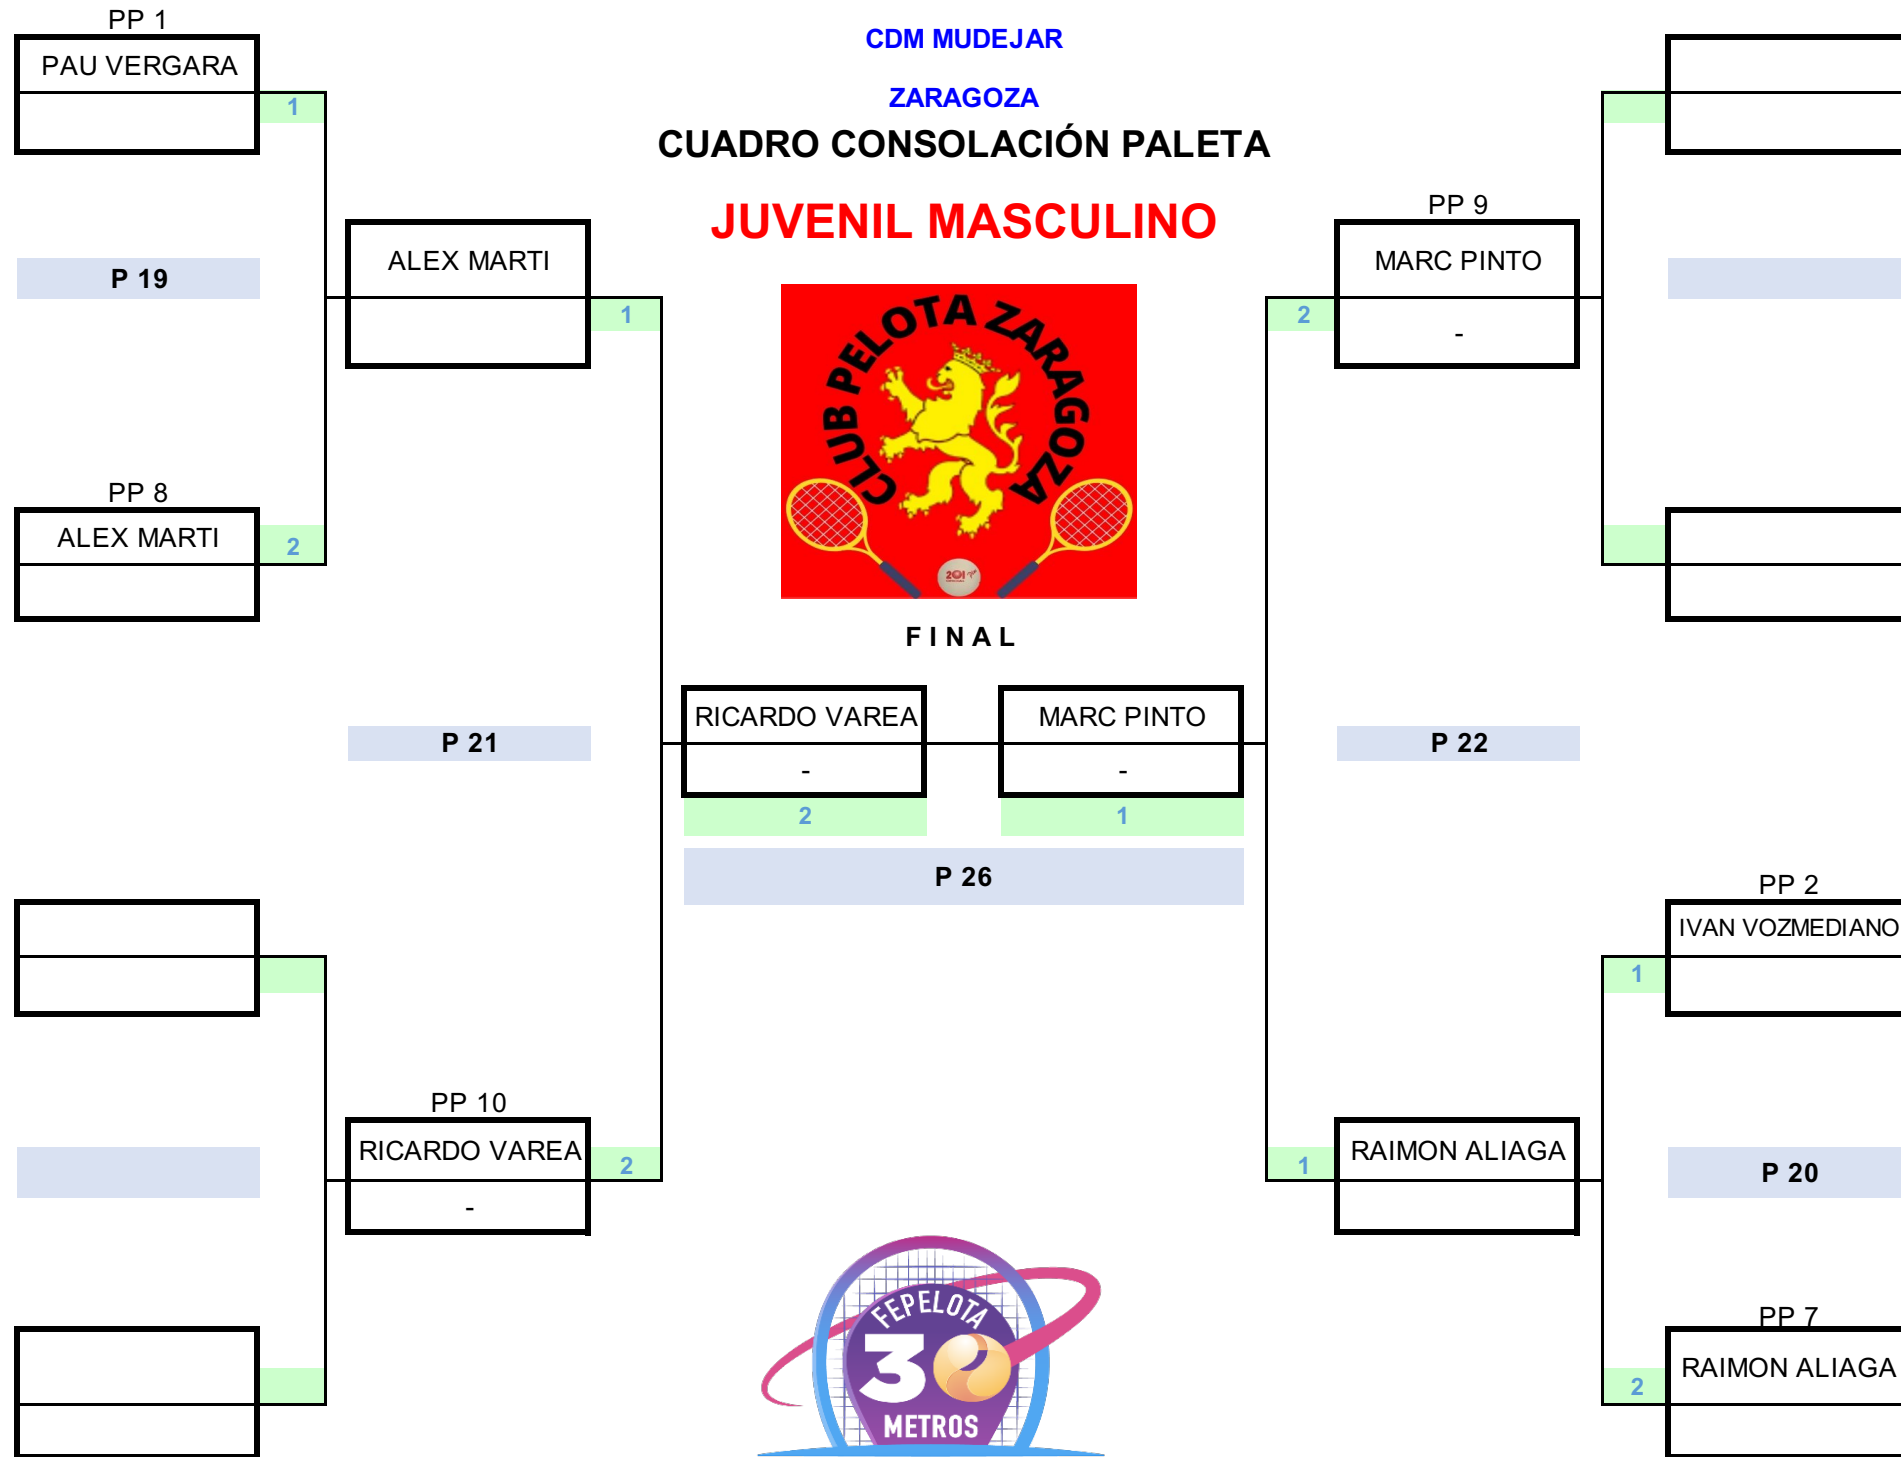 PP 1
PAU VERGARA
1
CDM MUDEJAR
ZARAGOZA
CUADRO CONSOLACIÓN PALETA
JUVENIL MASCULINO
PP 9
MARC PINTO
-
2
P 19
ALEX MARTI
1
CLUB PELOTA ZARAGOZA
PP 8
ALEX MARTI
2
FINAL
RICARDO VAREA
-
2
MARC PINTO
-
1
P 21
P 22
P 26
PP 2
IVAN VOZMEDIANO
1
PP 10
RICARDO VAREA
-
2
RAIMON ALIAGA
1
P 20
PP 7
RAIMON ALIAGA
2
FEPELOTA
30
METROS